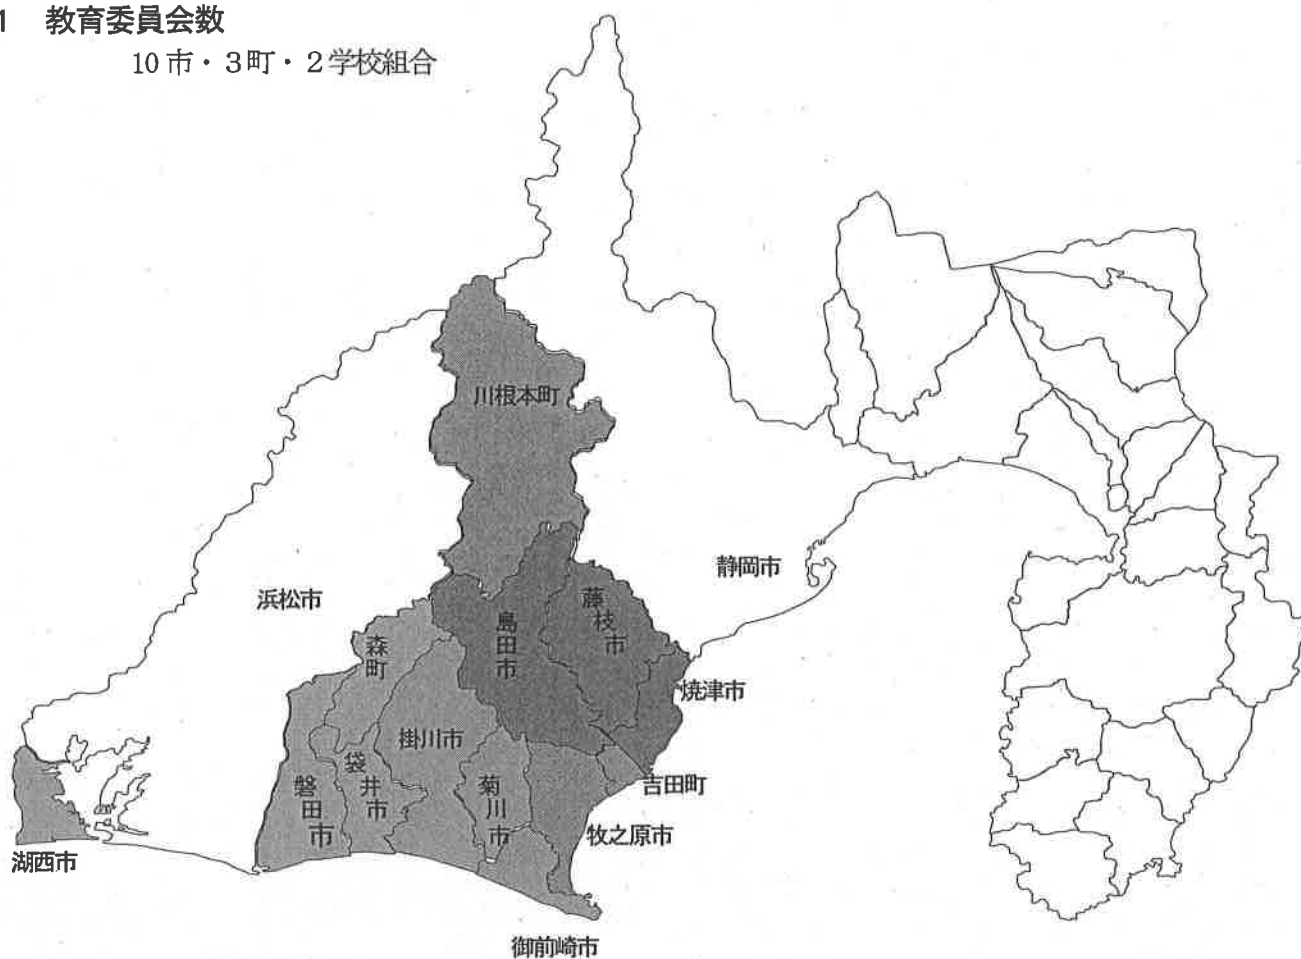 1 教育委員会数
10市・3町・2学校組合
川根本町
静岡市
浜松市
藤枝市
島田市
森町
焼津市
掛川市
袋井市
吉田町
磐田市
菊川市
牧之原市
湖西市
御前崎市